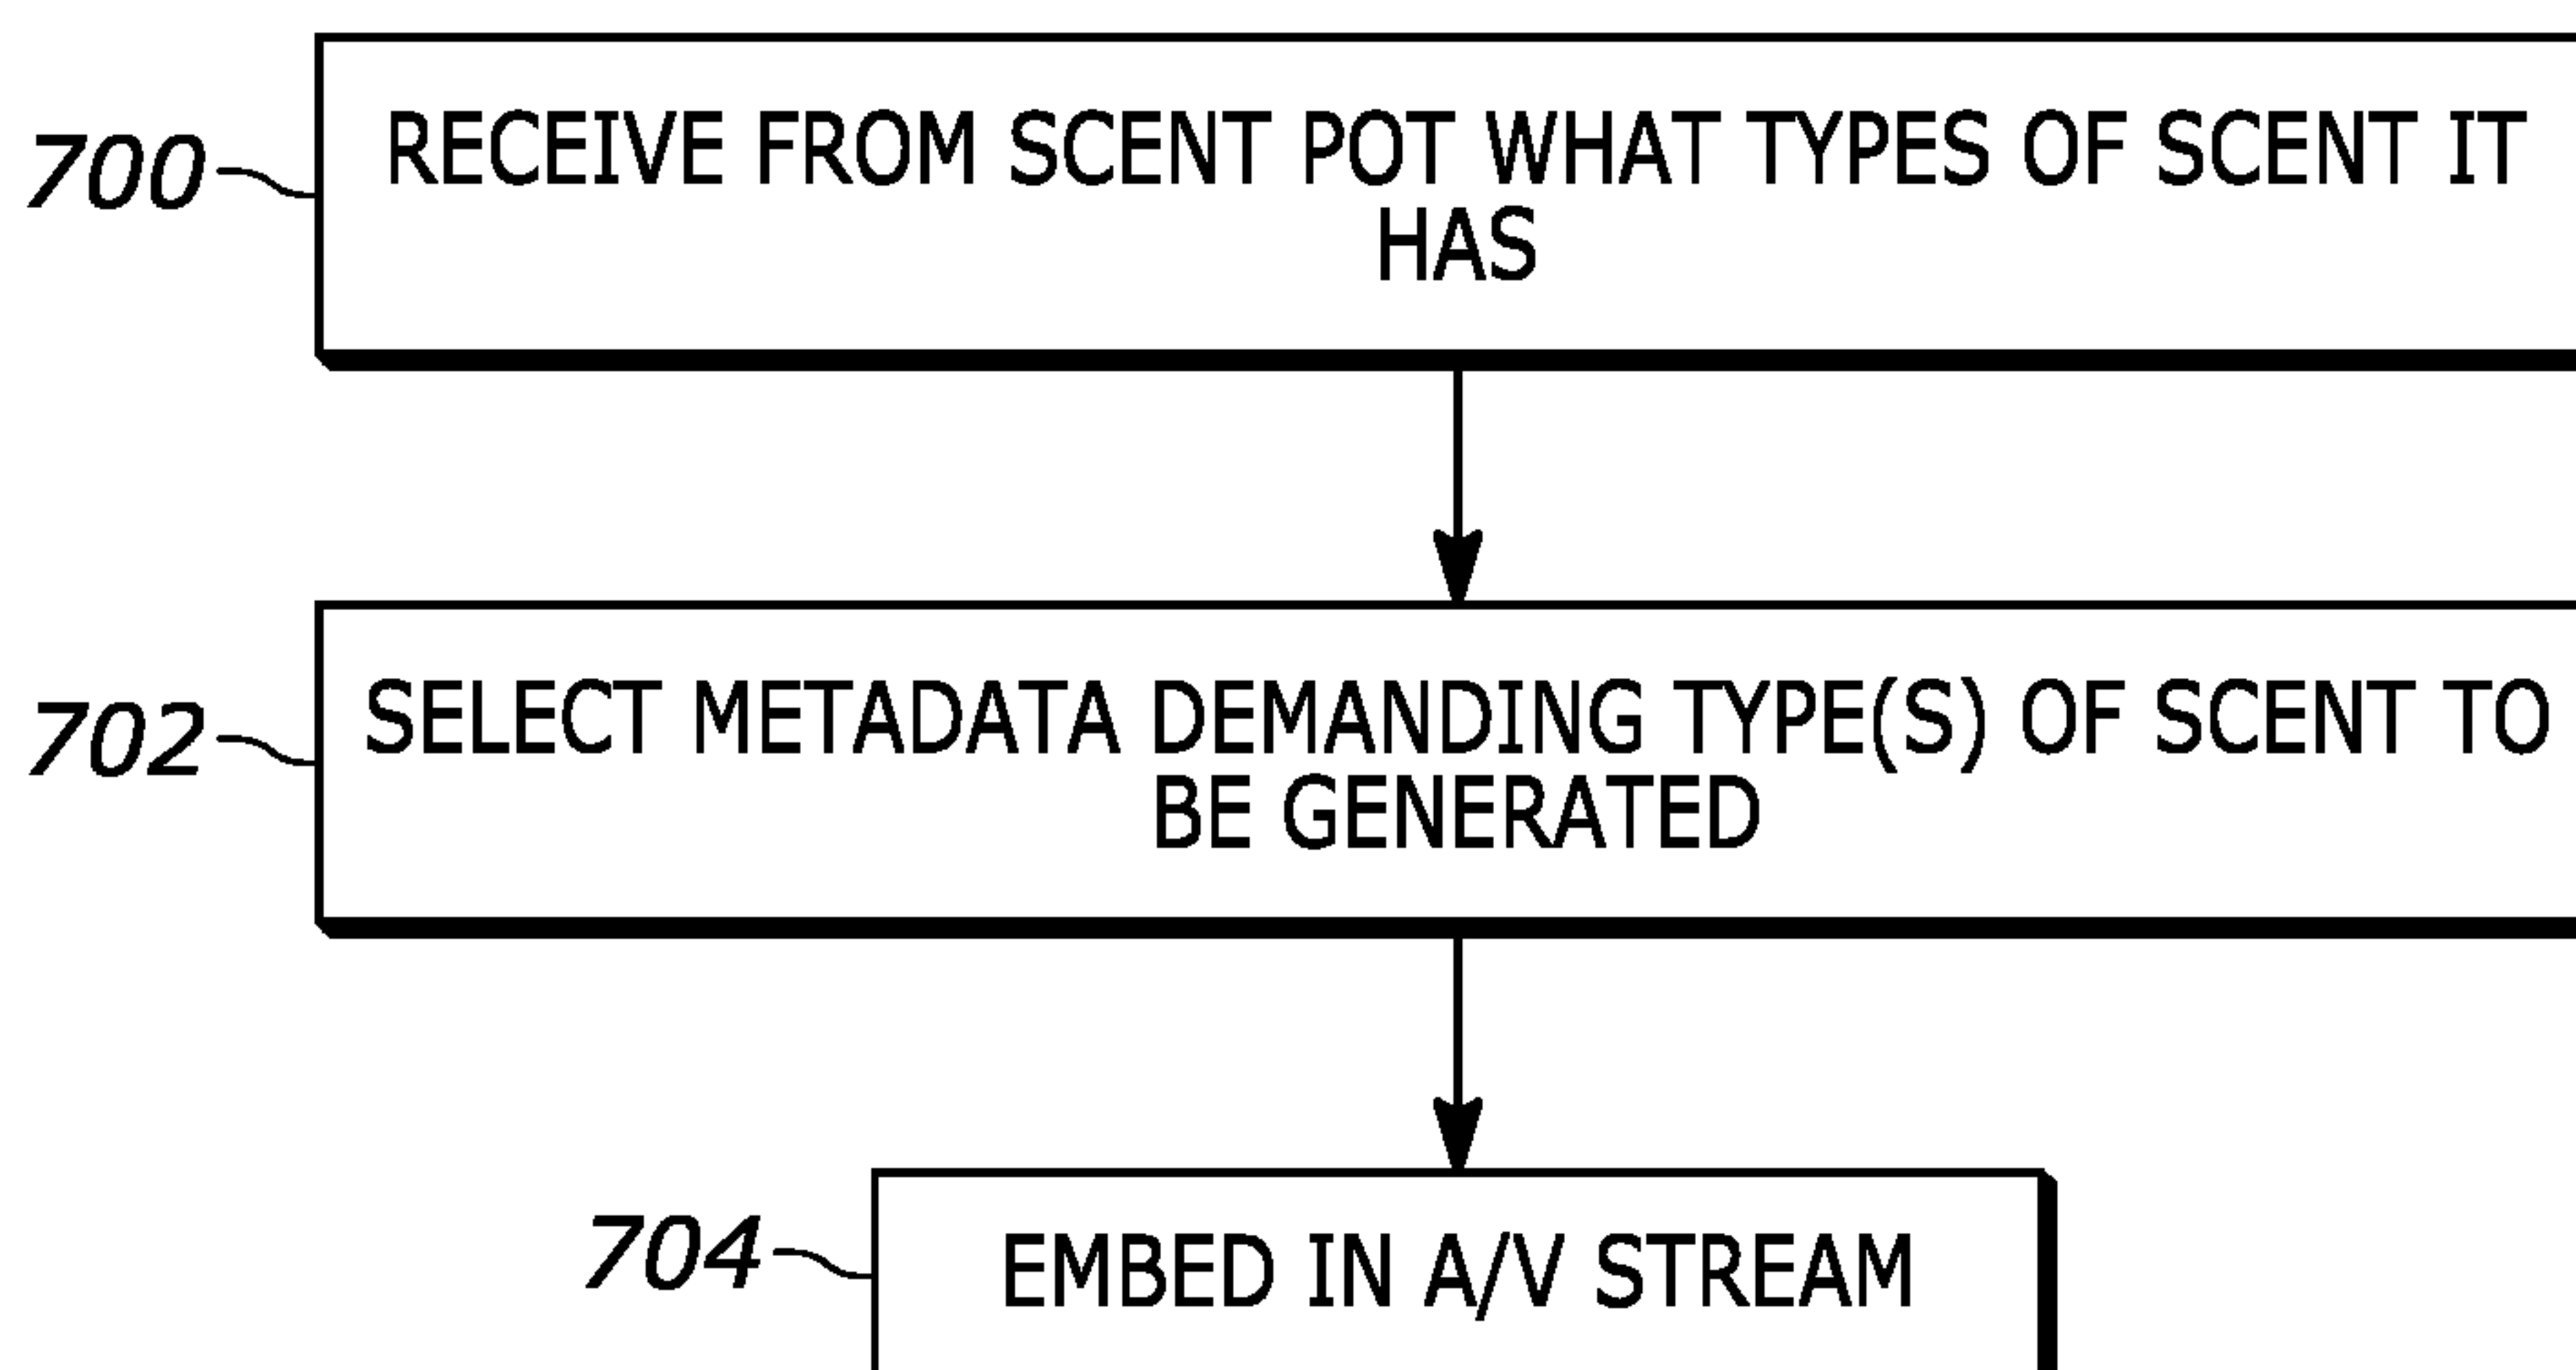 700
RECEIVE FROM SCENT POT WHAT TYPES OF SCENT IT
HAS
702
SELECT METADATA DEMANDING TYPE(S) OF SCENT TO
BE GENERATED
704
EMBED IN A/V STREAM